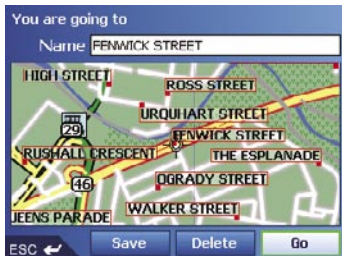 You are going to
Name FENWICK STREET
HIGH STREET
ROSS STREET
URQUHART STREET
29
FENWICK STREET
RUSHALL CRESCENT
THE ESPLANADE
46
OGRADY STREET
WALKER STREET
JEENS PARADE
ESC Save Delete Go